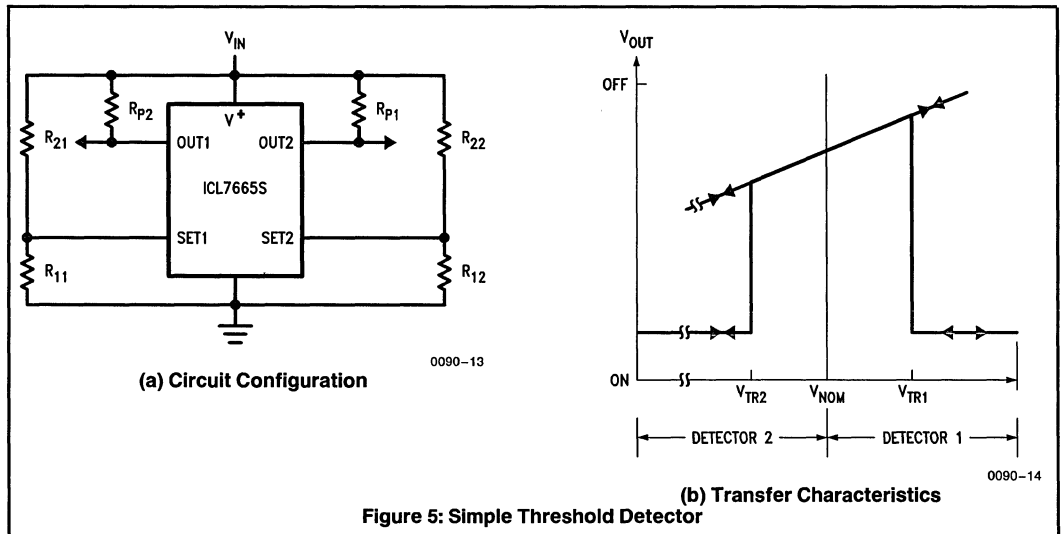 V_IN
R_P2
R_P1
V+
R_21
OUT1
OUT2
R_22
ICL7665S
SET1
SET2
R_11
R_12
0090-13
(a) Circuit Configuration
V_OUT
OFF
ON
V_TR2
V_NOM
V_TR1
DETECTOR 2
DETECTOR 1
0090-14
(b) Transfer Characteristics
Figure 5: Simple Threshold Detector